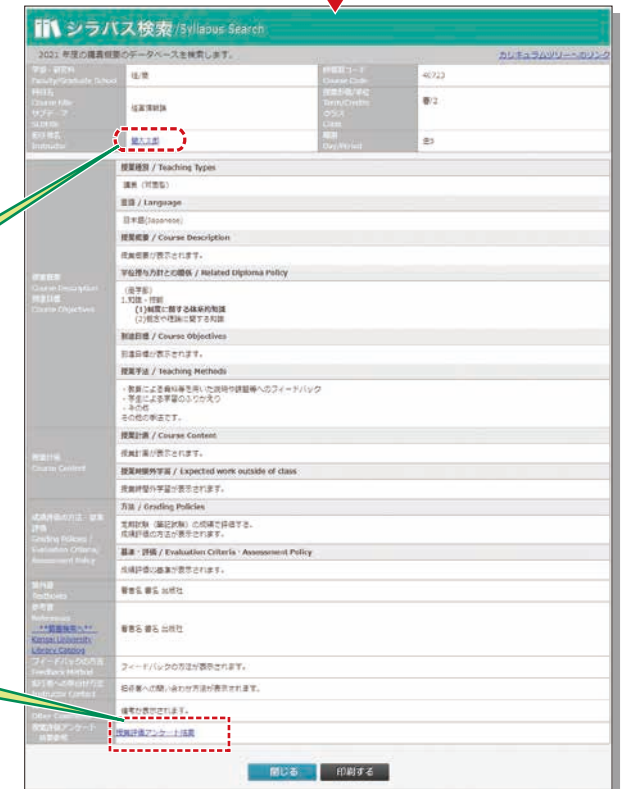 シラバス検索/Syllabus Search
2021 年度の講義概要のデータベースを検索します。
カリキュラムツリーへのリンク
学部・研究科
Faculty/Graduate School
時間割コード
Course Code
40723
科目名
Course title
サブテーマ
Subtitle
授業形態/単位
Term/Credits
クラス
Class
春/2
担任者名
Instructor
関大太郎
曜限
Day/Period
授業種別 / Teaching Types
講義（対面型）
言語 / Language
日本語(Japanese)
授業概要 / Course Description
授業概要が表示されます。
学位授与方針との関係 / Related Diploma Policy
1.知識・技能
(1)制度に関する体系的知識
(2)概念や理論に関する知識
授業概要
Course Description
到達目標
Course Objectives
到達目標 / Course Objectives
到達目標が表示されます。
授業手法 / Teaching Methods
・教員による資料等を用いた説明や課題等へのフィードバック
・学生による学習のふりかえり
・その他
その他の手法です。
授業計画
Course Content
授業計画 / Course Content
授業計画が表示されます。
授業時間外学習 / Expected work outside of class
授業時間外学習が表示されます。
成績評価の方法・基準・評価
Grading Policies /
Evaluation Criteria・
Assessment Policy
方法 / Grading Policies
定期試験（筆記試験）の成績で評価する。
成績評価の方法が表示されます。
基準・評価 / Evaluation Criteria・Assessment Policy
成績評価の基準が表示されます。
教科書
Textbooks
著者名 書名 出版社
参考書
References
**図書検索へ**
Kansai University
Library Catalog
著者名 書名 出版社
フィードバックの方法
Feedback Method
フィードバックの方法が表示されます。
担任者への問合せ方法
Instructor Contact
担任者への問い合わせ方法が表示されます。
Other Comments
備考が表示されます。
授業評価アンケート
授業評価アンケート結果
閉じる
印刷する